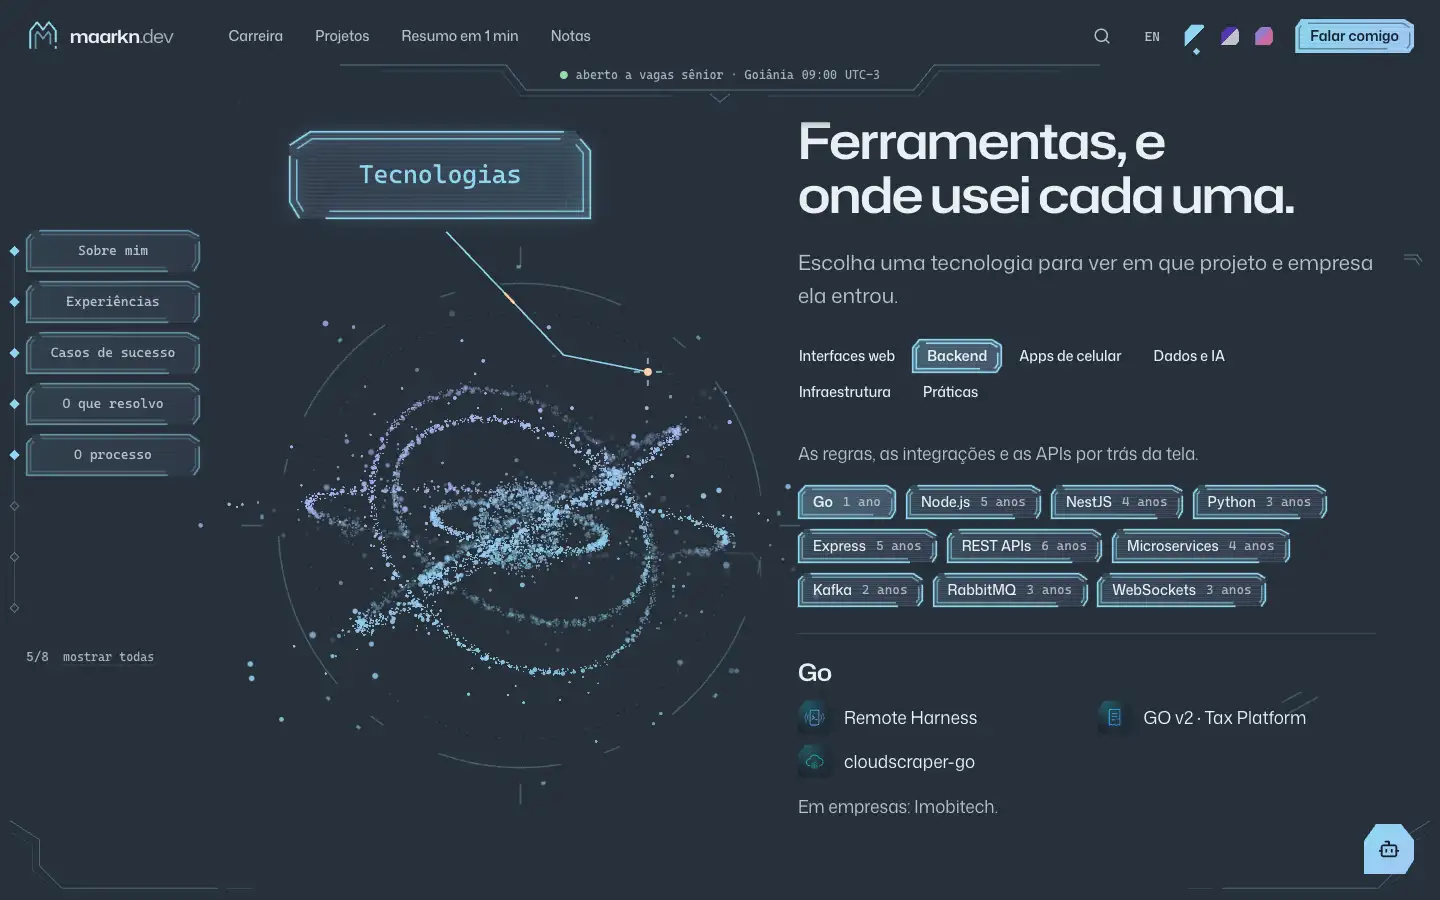 maarkn.dev
Carreira
Projetos
Resumo em 1 min
Notas
EN
Falar comigo
aberto a vagas sênior · Goiânia 09:00 UTC−3
Tecnologias
Sobre mim
Experiências
Casos de sucesso
O que resolvo
O processo
5/8 mostrar todas
Ferramentas, e
onde usei cada uma.
Escolha uma tecnologia para ver em que projeto e empresa
ela entrou.
Interfaces web
Backend
Apps de celular
Dados e IA
Infraestrutura
Práticas
As regras, as integrações e as APIs por trás da tela.
Go 1 ano
Node.js 5 anos
NestJS 4 anos
Python 3 anos
Express 5 anos
REST APIs 6 anos
Microservices 4 anos
Kafka 2 anos
RabbitMQ 3 anos
WebSockets 3 anos
Go
Remote Harness
GO v2 · Tax Platform
cloudscraper-go
Em empresas: Imobitech.